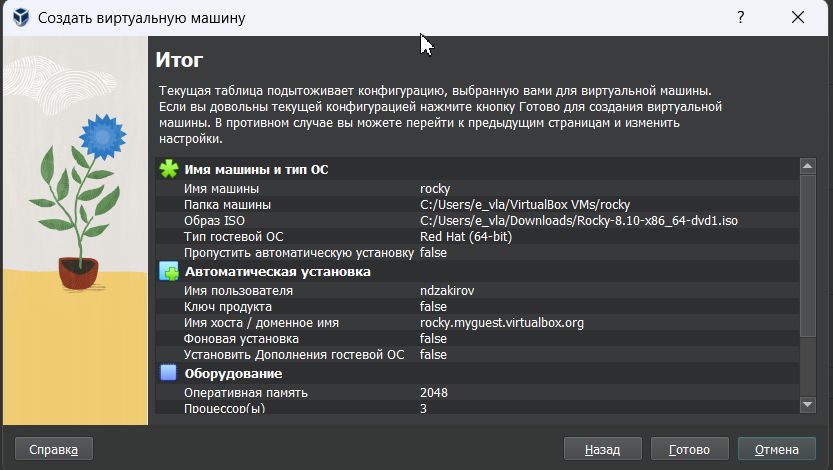 Создать виртуальную машину
?
Итог
Текущая таблица подытоживает конфигурацию, выбранную вами для виртуальной машины.
Если вы довольны текущей конфигурацией нажмите кнопку Готово для создания виртуальной
машины. В противном случае вы можете перейти к предыдущим страницам и изменить
настройки.
Имя машины и тип ОС
Имя машины rocky
Папка машины C:/Users/e_vla/VirtualBox VMs/rocky
Образ ISO C:/Users/e_vla/Downloads/Rocky-8.10-x86_64-dvd1.iso
Тип гостевой ОС Red Hat (64-bit)
Пропустить автоматическую установку false
Автоматическая установка
Имя пользователя ndzakirov
Ключ продукта false
Имя хоста / доменное имя rocky.myguest.virtualbox.org
Фоновая установка false
Установить Дополнения гостевой ОС false
Оборудование
Оперативная память 2048
Процессор(ы) 3
Справка Назад Готово Отмена